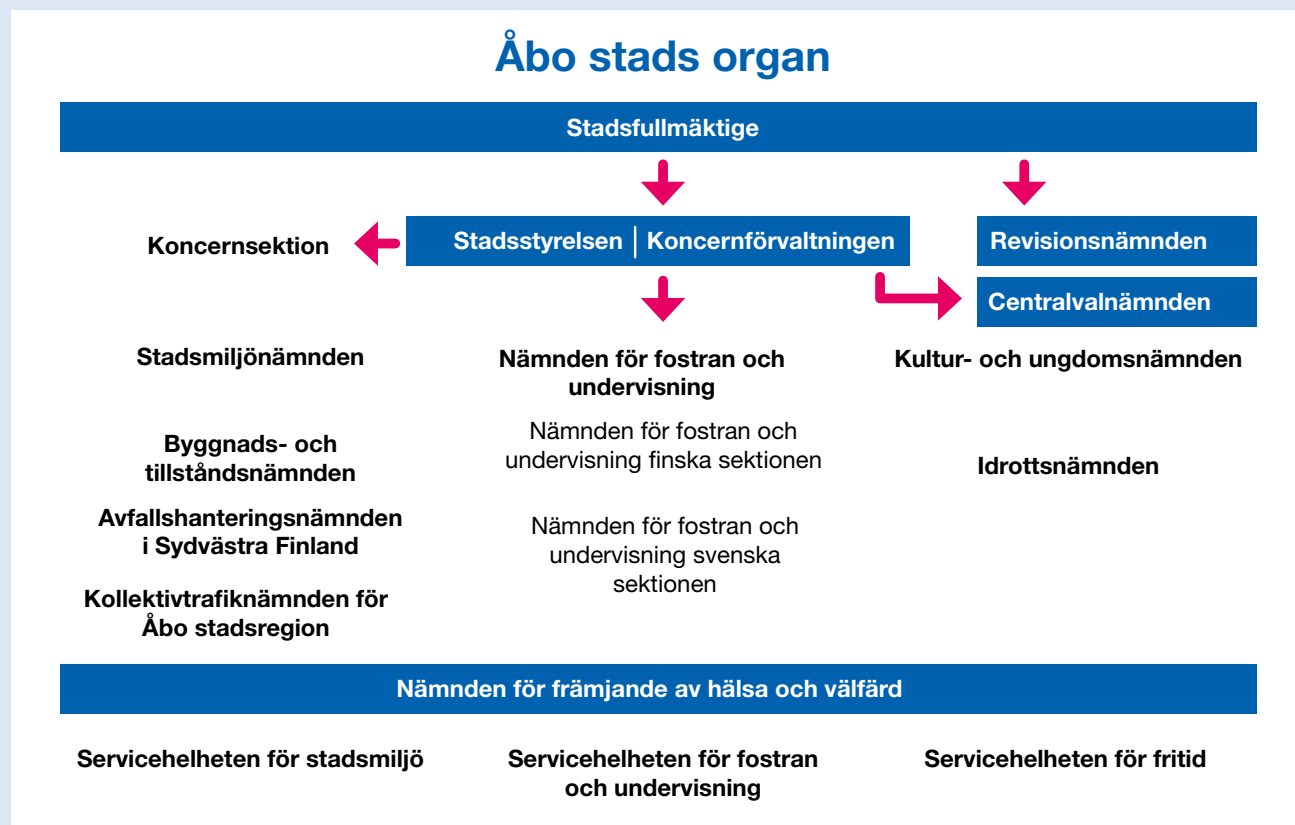 Åbo stads organ
Stadsfullmäktige
Koncernsektion
Stadsstyrelsen | Koncernförvaltningen
Revisionsnämnden
Centralvalnämnden
Stadsmiljönämnden
Byggnads- och
tillståndsnämnden
Avfallshanteringsnämnden
i Sydvästra Finland
Kollektivtrafiknämnden för
Åbo stadsregion
Nämnden för fostran och
undervisning
Nämnden för fostran och
undervisning finska sektionen
Nämnden för fostran och
undervisning svenska
sektionen
Kultur- och ungdomsnämnden
Idrottsnämnden
Nämnden för främjande av hälsa och välfärd
Servicehelheten för stadsmiljö
Servicehelheten för fostran
och undervisning
Servicehelheten för fritid